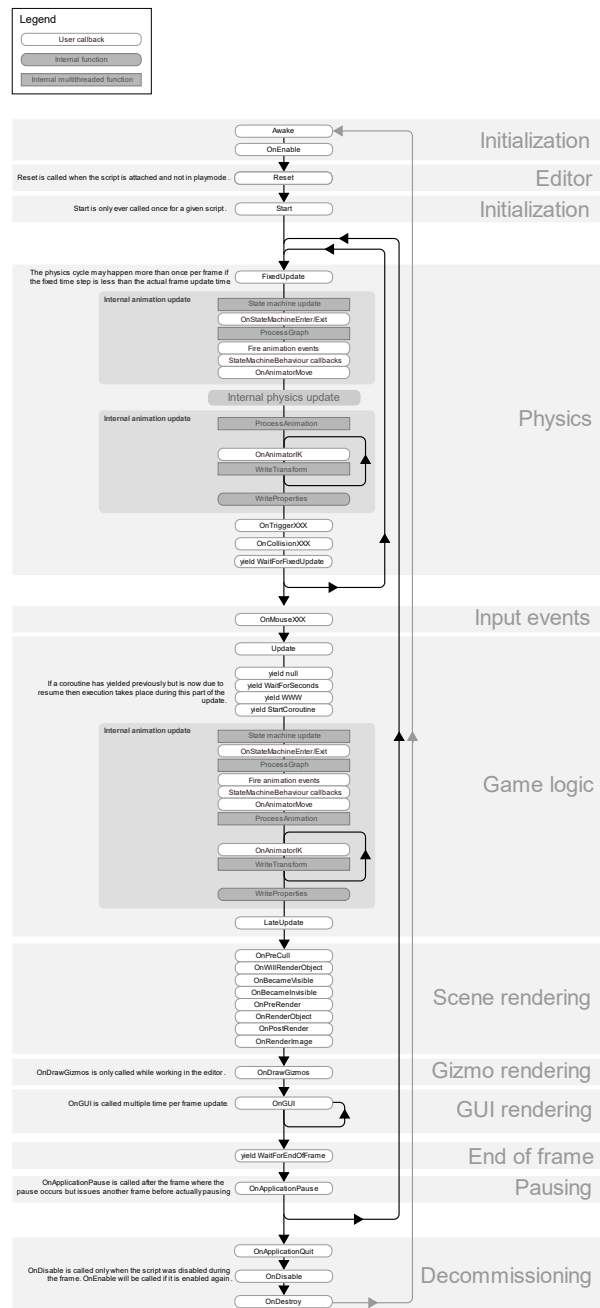 Legend
User callback
Internal function
Internal multithreaded function
Awake
OnEnable
Initialization
Reset is called when the script is attached and not in playmode .
Reset
Editor
Start is only ever called once for a given script .
Start
Initialization
The physics cycle may happen more than once per frame if
the fixed time step is less than the actual frame update time
FixedUpdate
Internal animation update
State machine update
OnStateMachineEnter/Exit
ProcessGraph
Fire animation events
StateMachineBehaviour callbacks
OnAnimatorMove
Internal physics update
Physics
Internal animation update
ProcessAnimation
OnAnimatorIK
WriteTransform
WriteProperties
OnTriggerXXX
OnCollisionXXX
yield WaitForFixedUpdate
OnMouseXXX
Input events
Update
If a coroutine has yielded previously but is now due to
resume then execution takes place during this part of the
update.
yield null
yield WaitForSeconds
yield WWW
yield StartCoroutine
Internal animation update
State machine update
OnStateMachineEnter/Exit
ProcessGraph
Fire animation events
StateMachineBehaviour callbacks
OnAnimatorMove
ProcessAnimation
Game logic
OnAnimatorIK
WriteTransform
WriteProperties
LateUpdate
OnPreCull
OnWillRenderObject
OnBecameVisible
OnBecameInvisible
OnPreRender
OnRenderObject
OnPostRender
OnRenderImage
Scene rendering
OnDrawGizmos is only called while working in the editor .
OnDrawGizmos
Gizmo rendering
OnGUI is called multiple time per frame update
OnGUI
GUI rendering
yield WaitForEndOfFrame
End of frame
OnApplicationPause is called after the frame where the
pause occurs but issues another frame before actually pausing
OnApplicationPause
Pausing
OnApplicationQuit
OnDisable is called only when the script was disabled during
the frame. OnEnable will be called if it is enabled again .
OnDisable
Decommissioning
OnDestroy